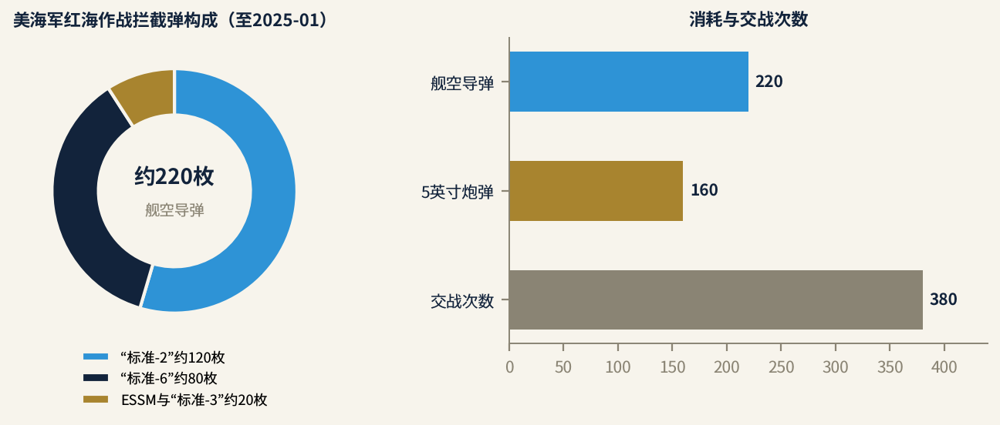 美海军红海作战拦截弹构成（至2025-01）
约220枚
舰空导弹
“标准-2”约120枚
“标准-6”约80枚
ESSM与“标准-3”约20枚
消耗与交战次数
舰空导弹 220
5英寸炮弹 160
交战次数 380
0 50 100 150 200 250 300 350 400